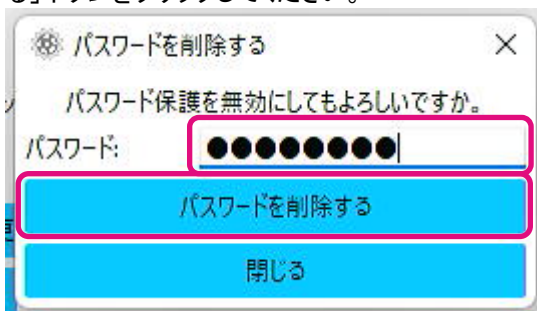 パスワードを削除する
パスワード保護を無効にしてもよろしいですか。
パスワード: ●●●●●●●●
パスワードを削除する
閉じる